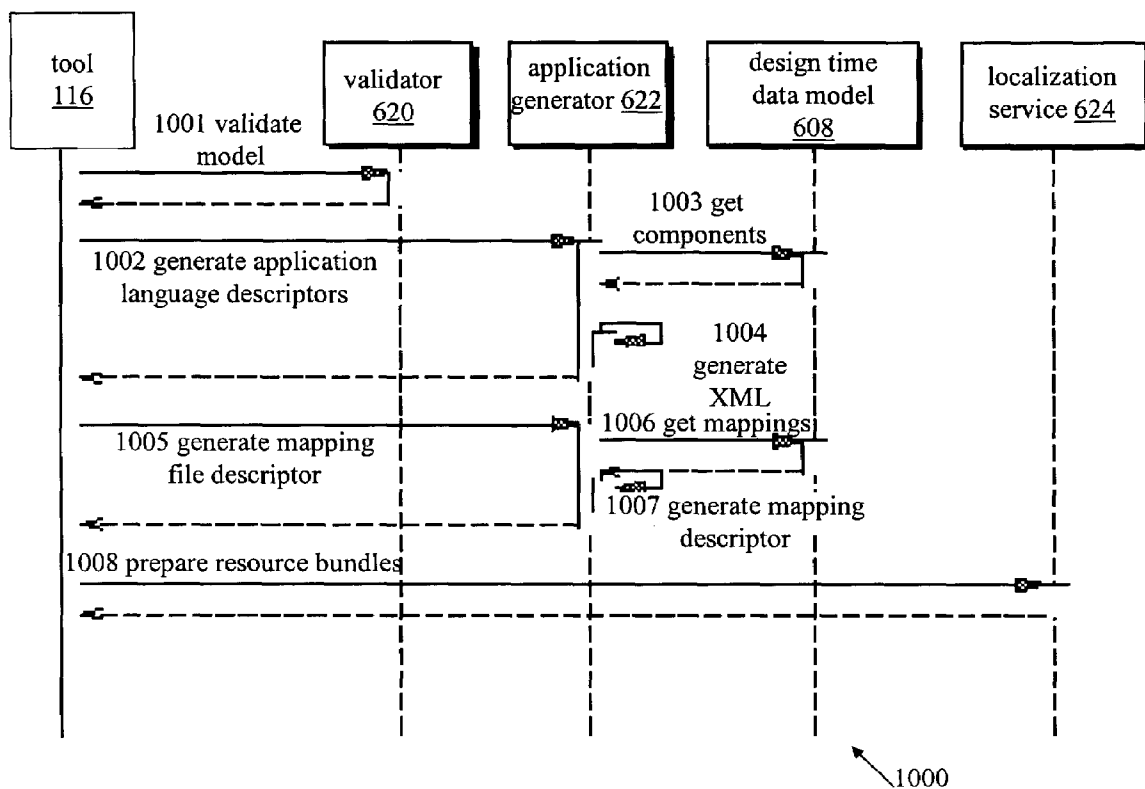 tool
116
validator
620
application
generator 622
design time
data model
608
localization
service 624
1001 validate
model
1003 get
components
1002 generate application
language descriptors
1004
generate
XML
1006 get mappings
1005 generate mapping
file descriptor
1007 generate mapping
descriptor
1008 prepare resource bundles
1000